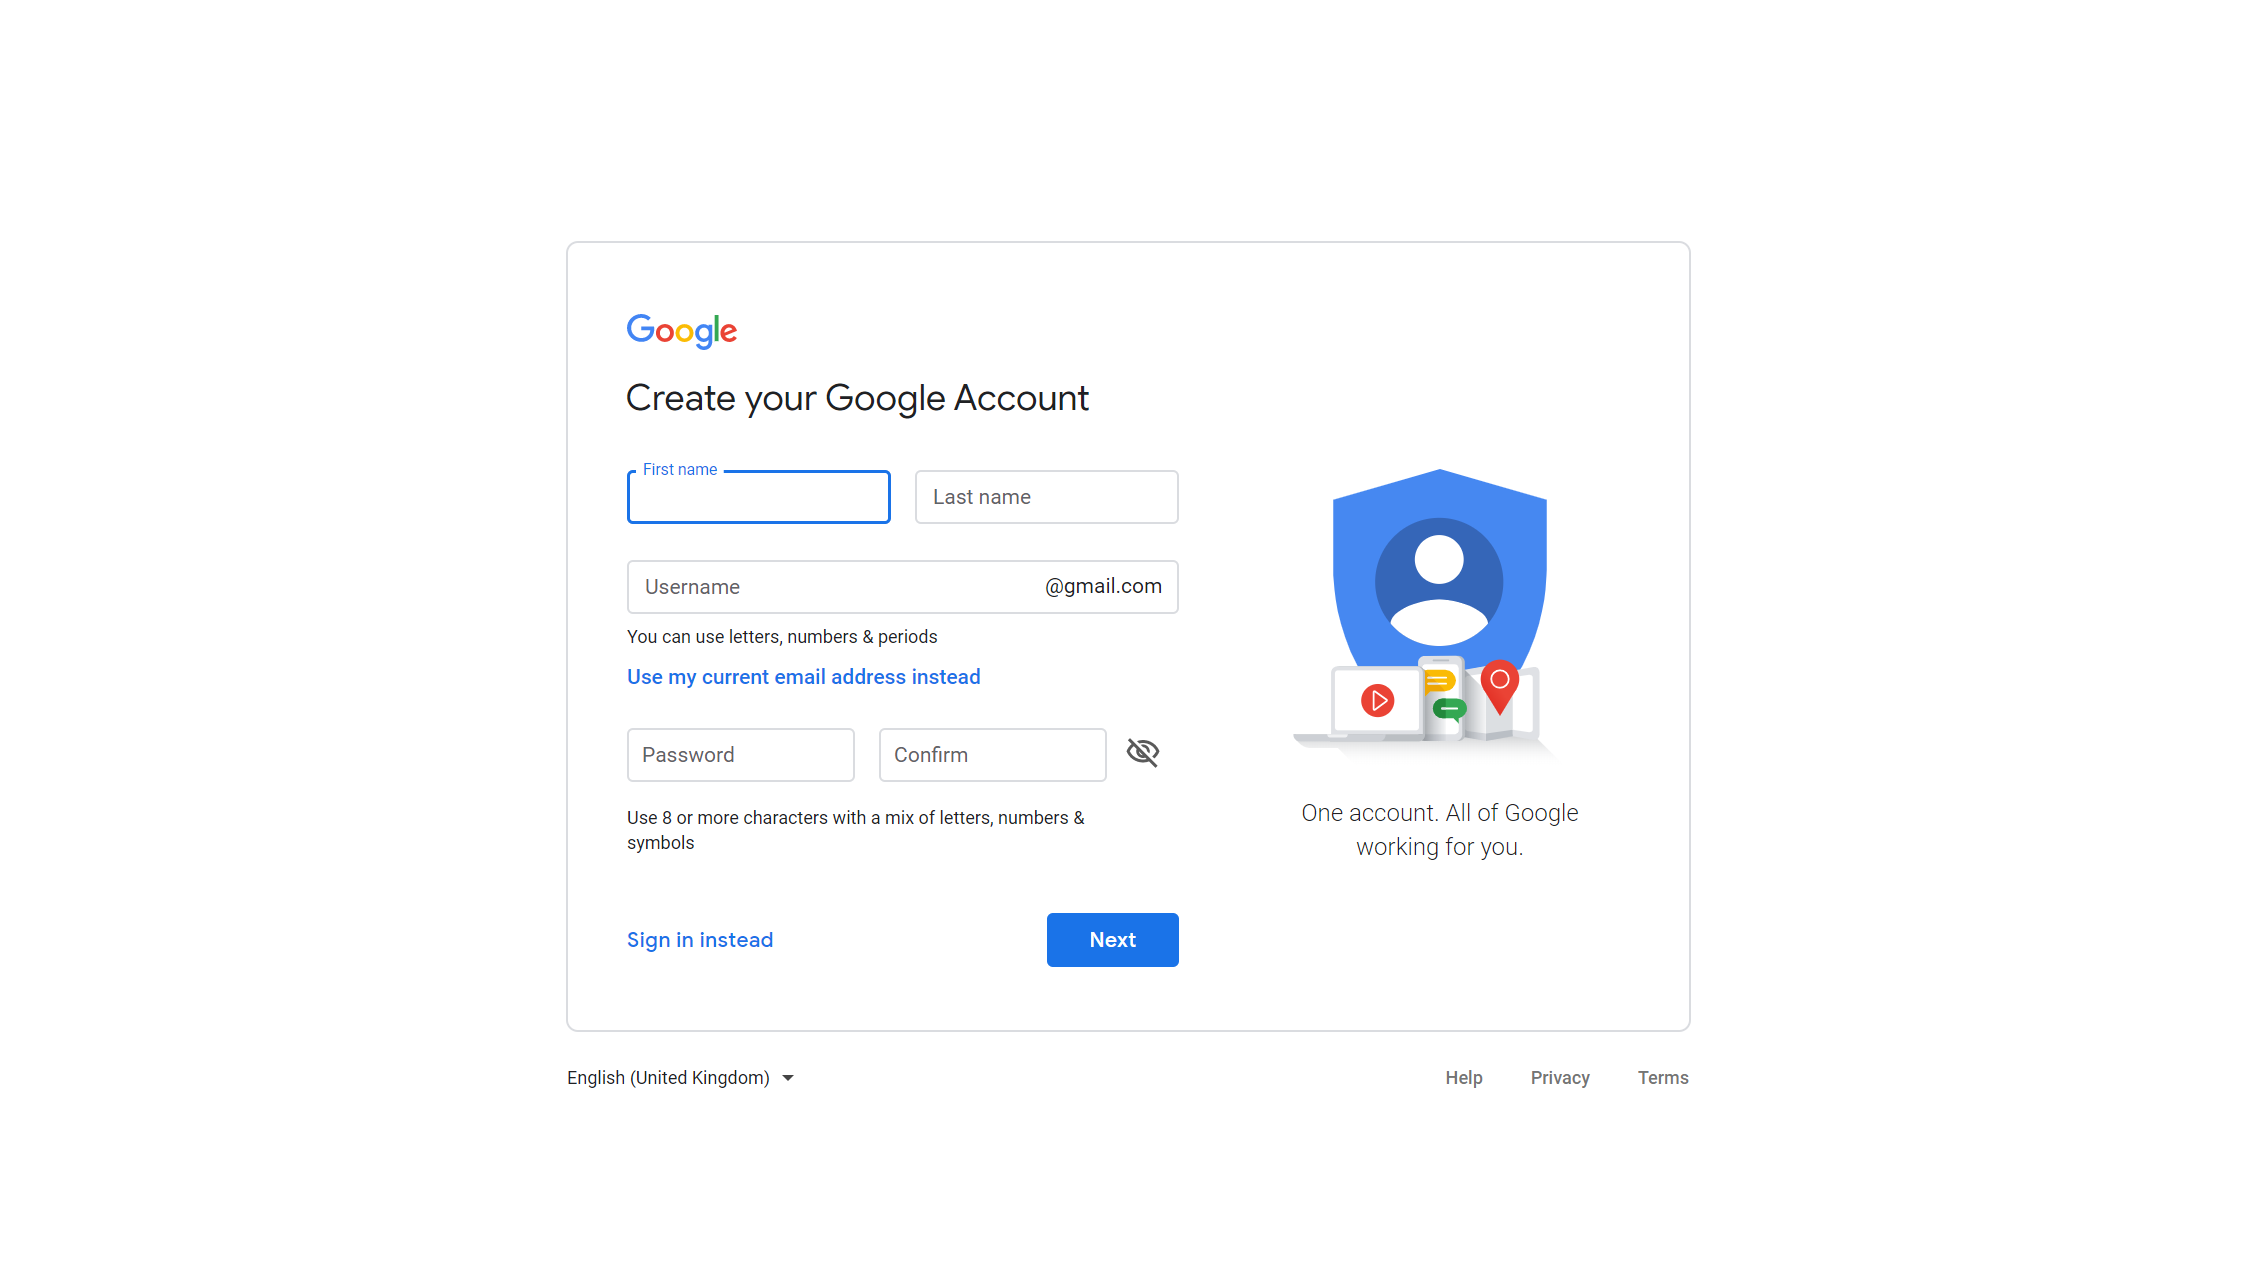 Google
Create your Google Account
First name
Last name
Username
@gmail.com
You can use letters, numbers & periods
Use my current email address instead
Password
Confirm
Use 8 or more characters with a mix of letters, numbers &
symbols
Sign in instead
Next
One account. All of Google
working for you.
English (United Kingdom)
Help
Privacy
Terms